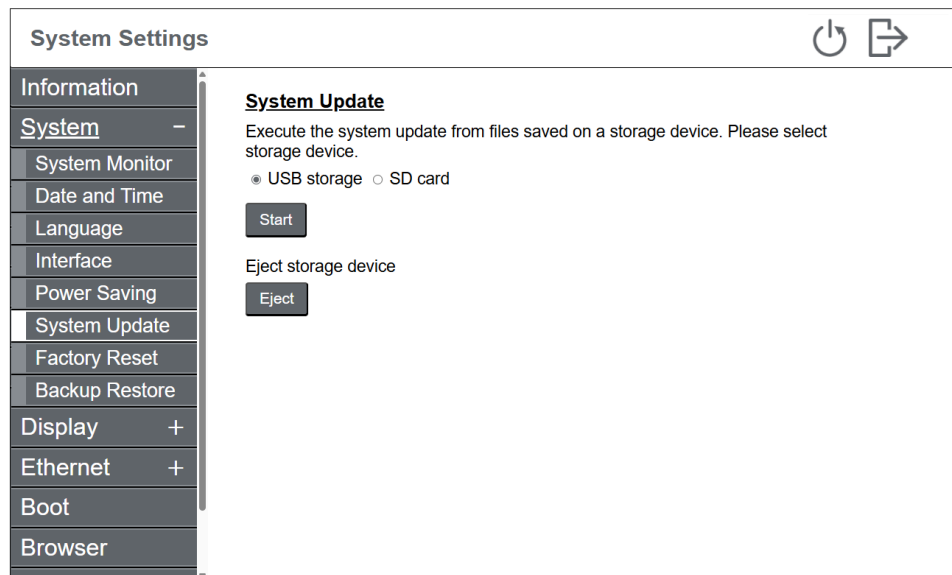 System Settings
Information
System −
System Monitor
Date and Time
Language
Interface
Power Saving
System Update
Factory Reset
Backup Restore
Display +
Ethernet +
Boot
Browser
System Update
Execute the system update from files saved on a storage device. Please select
storage device.
USB storage SD card
Start
Eject storage device
Eject